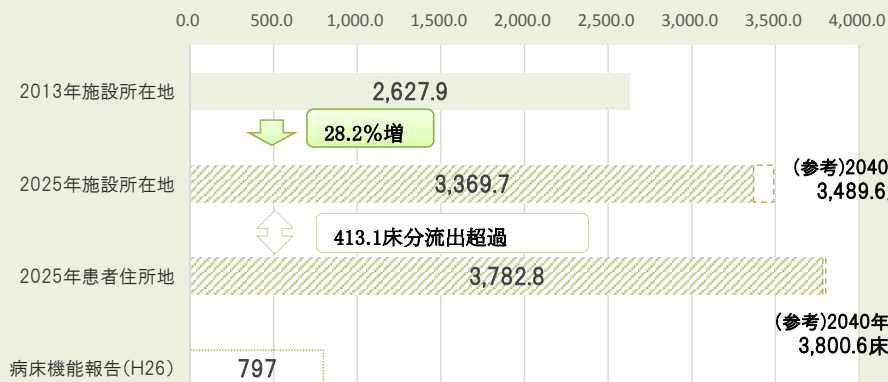 0.0 500.0 1,000.0 1,500.0 2,000.0 2,500.0 3,000.0 3,500.0 4,000.0
2013年施設所在地 2,627.9
28.2%増
2025年施設所在地 3,369.7
(参考)2040
3,489.6
413.1床分流出超過
2025年患者住所地 3,782.8
(参考)2040年
3,800.6床
病床機能報告(H26) 797